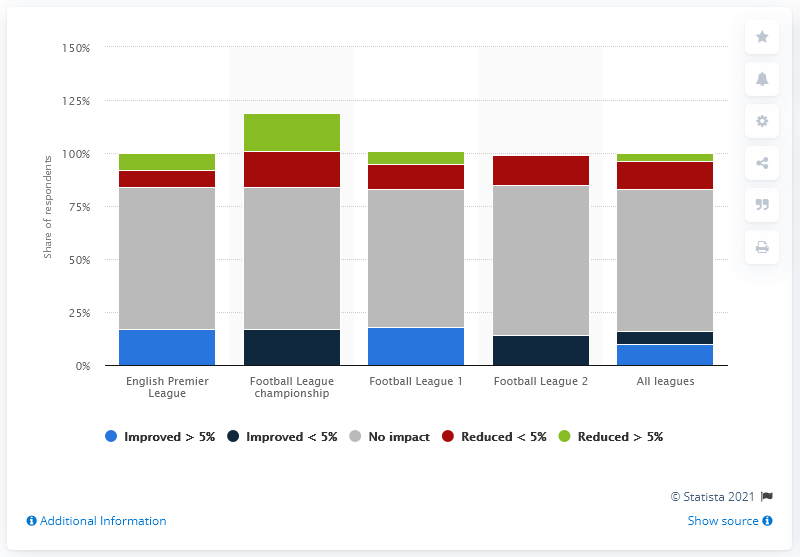 150%
125%
100%
75%
50%
25%
0%
Share of respondents
English Premier
League
Football League
championship
Football League 1
Football League 2
All leagues
Improved > 5%
Improved < 5%
No impact
Reduced < 5%
Reduced > 5%
© Statista 2021
Additional Information
Show source